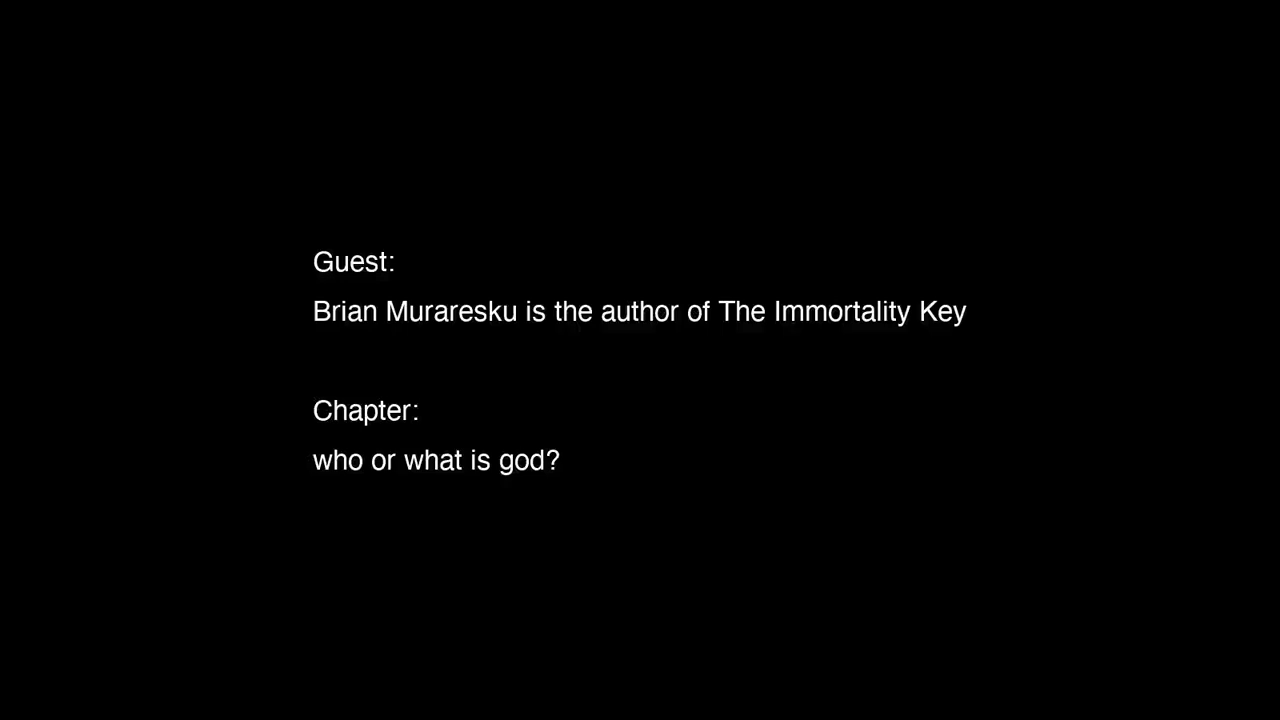 Guest:
Brian Muraresku is the author of The Immortality Key
Chapter:
who or what is god?